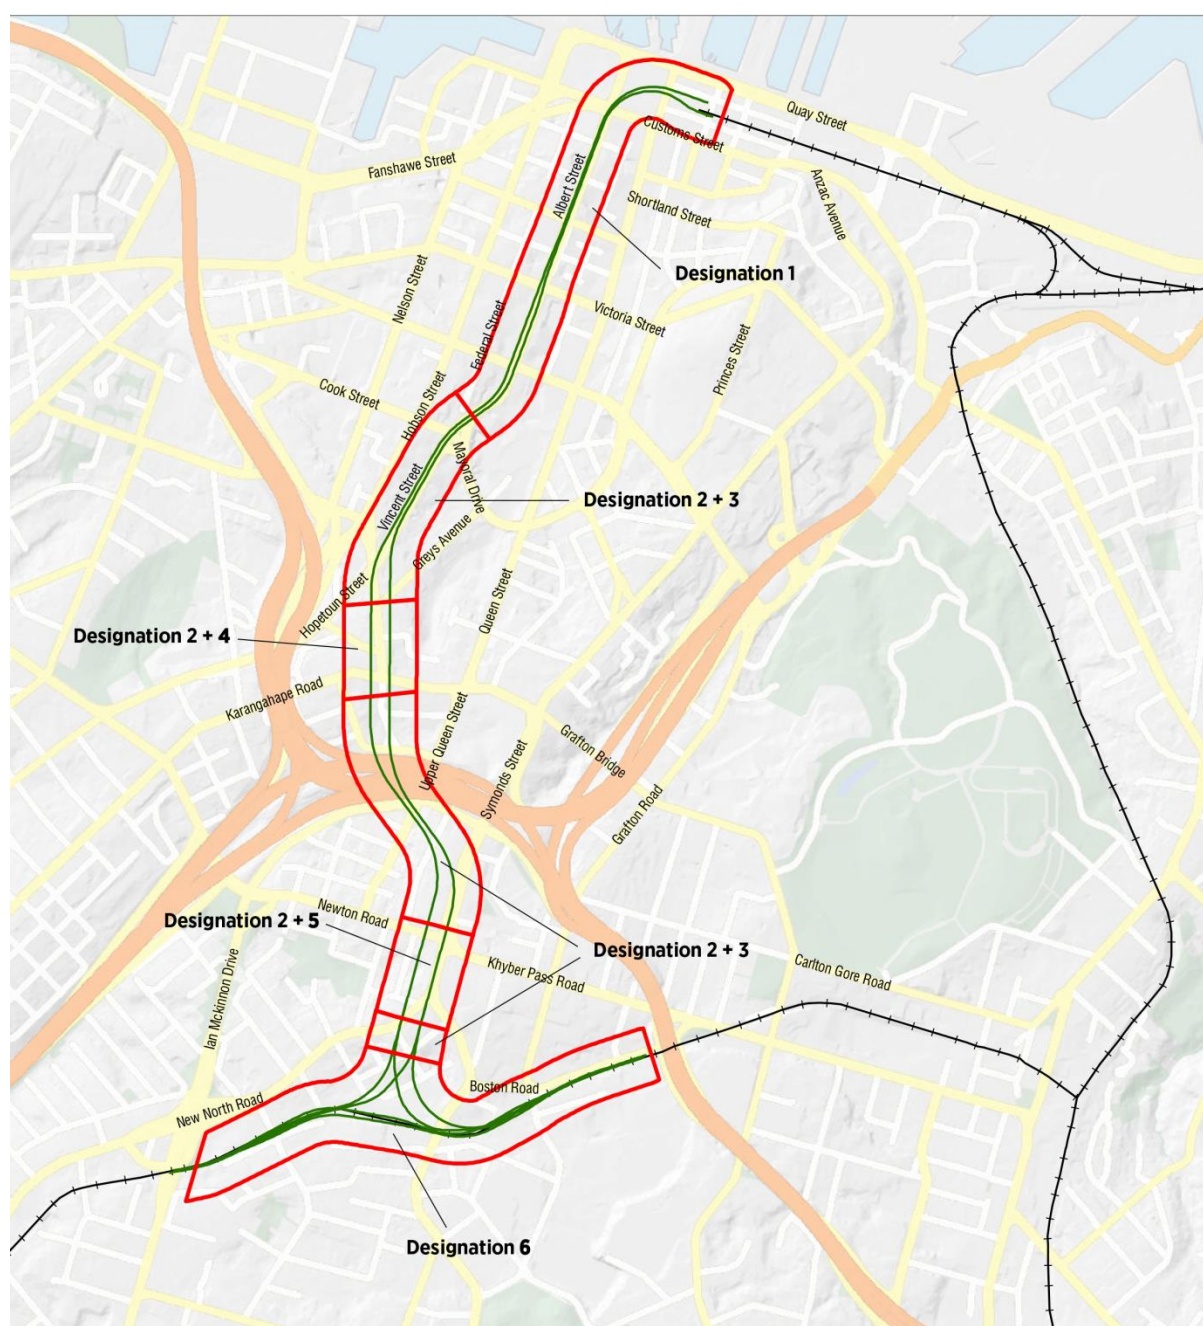 Quay Street
Customs Street
Fanshawe Street
Albert Street
Anzac Avenue
Shortland Street
Designation 1
Nelson Street
Victoria Street
Federal Street
Princes Street
Cook Street
Hobson Street
Mayoral Drive
Vincent Street
Designation 2 + 3
Greys Avenue
Hopetoun Street
Queen Street
Designation 2 + 4
Karangahape Road
Upper Queen Street
Grafton Bridge
Symonds Street
Grafton Road
Newton Road
Designation 2 + 5
Designation 2 + 3
Khyber Pass Road
Carlton Gore Road
Ian Mckinnon Drive
Boston Road
New North Road
Designation 6